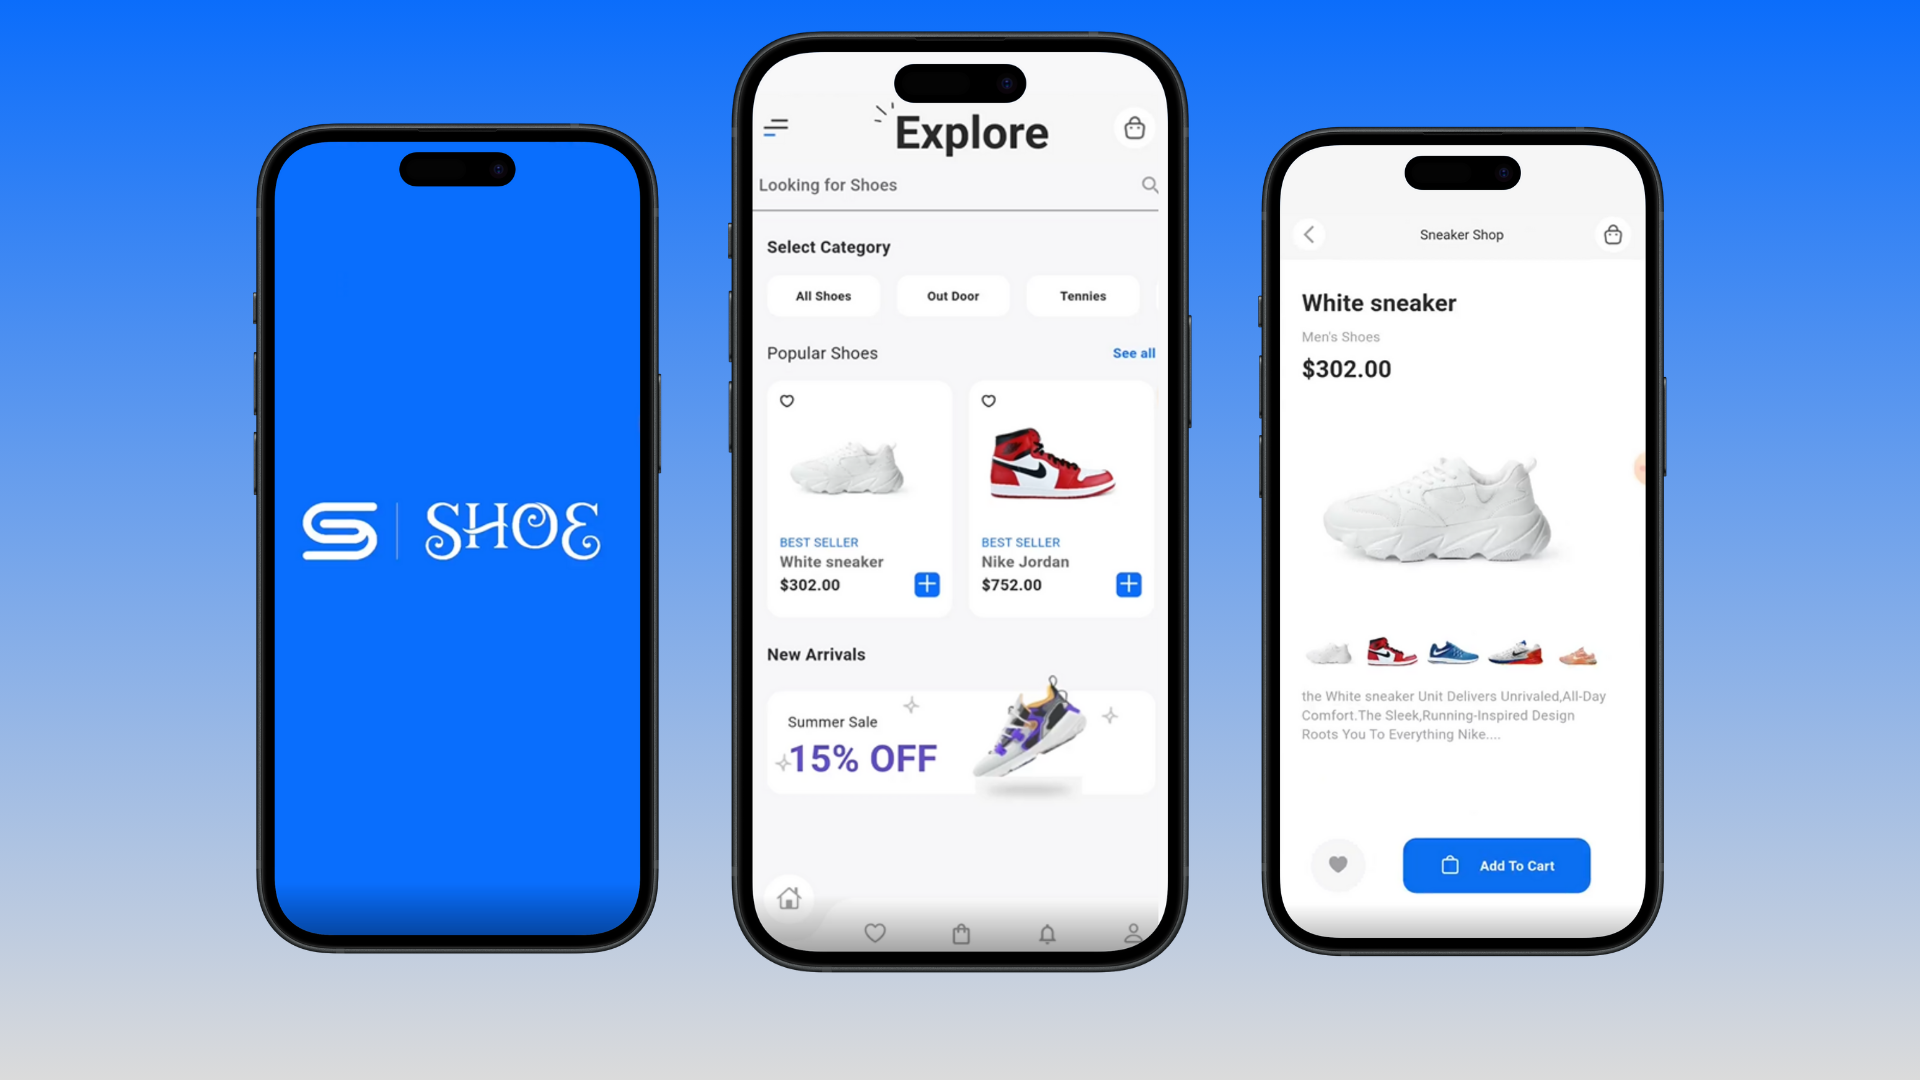 SHOE
Explore
Looking for Shoes
Select Category
All Shoes
Out Door
Tennies
Popular Shoes
See all
BEST SELLER
White sneaker
$302.00
BEST SELLER
Nike Jordan
$752.00
New Arrivals
Summer Sale
15% OFF
Sneaker Shop
White sneaker
Men's Shoes
$302.00
the White sneaker Unit Delivers Unrivaled,All-Day
Comfort.The Sleek,Running-Inspired Design
Roots You To Everything Nike....
Add To Cart